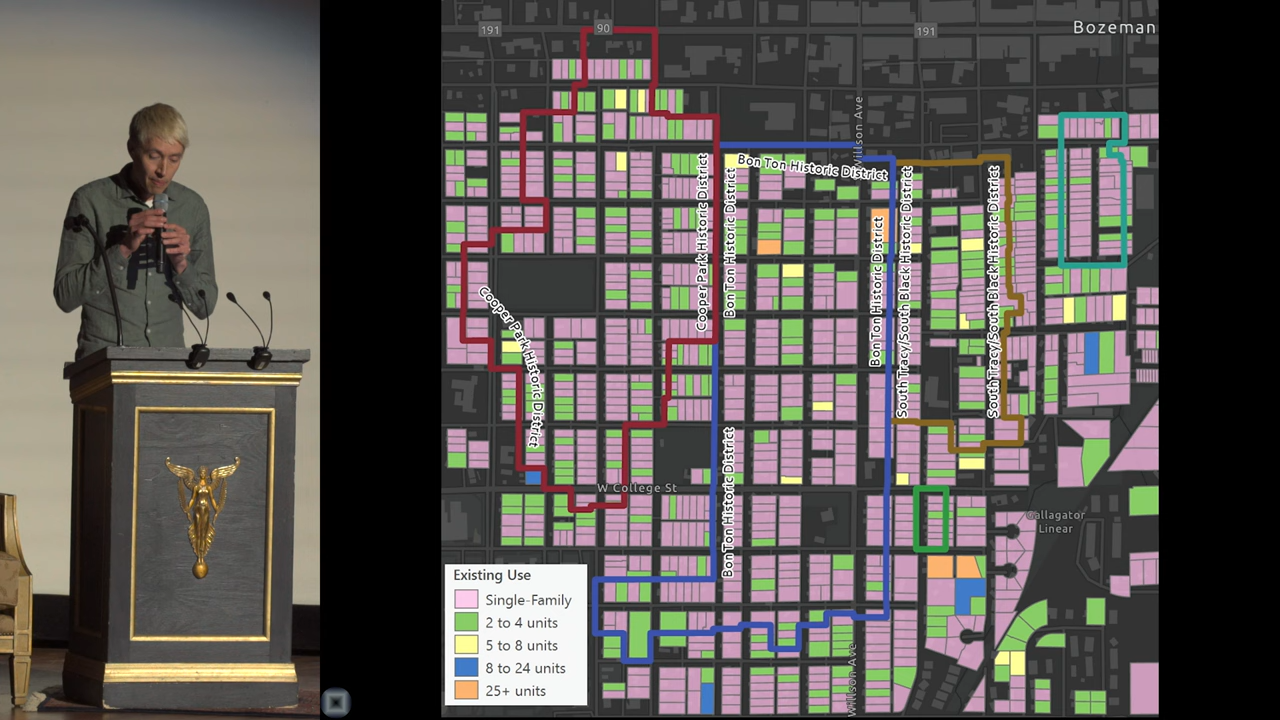 191
90
191
Bozeman
Willson Ave
Bon Ton Historic District
Cooper Park Historic District
Bon Ton Historic District
Bon Ton Historic District
South Tracy/South Black Historic District
South Tracy/South Black Historic District
Cooper Park Historic District
Bon Ton Historic District
W College St
Gallagator
Linear
Willson Ave
Existing Use
Single-Family
2 to 4 units
5 to 8 units
8 to 24 units
25+ units